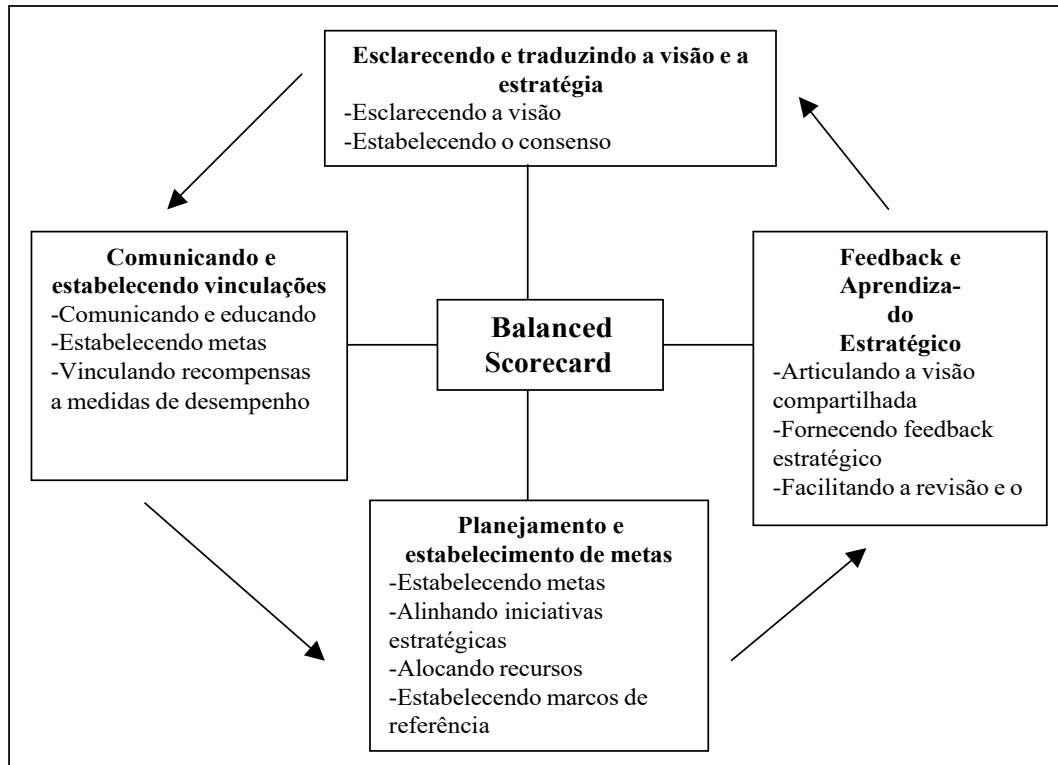 Esclarecendo e traduzindo a visão e a
estratégia
-Esclarecendo a visão
-Estabelecendo o consenso
Comunicando e
estabelecendo vinculações
-Comunicando e educando
-Estabelecendo metas
-Vinculando recompensas
a medidas de desempenho
Balanced
Scorecard
Feedback e
Aprendiza-
do
Estratégico
-Articulando a visão
compartilhada
-Fornecendo feedback
estratégico
-Facilitando a revisão e o
Planejamento e
estabelecimento de metas
-Estabelecendo metas
-Alinhando iniciativas
estratégicas
-Alocando recursos
-Estabelecendo marcos de
referência